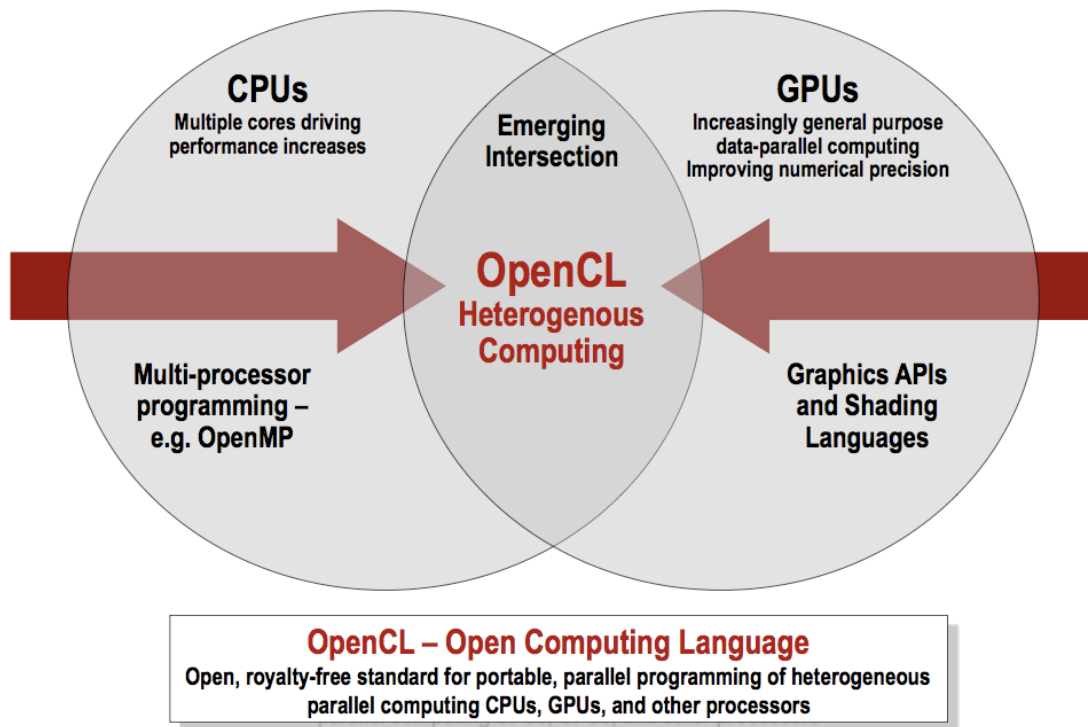 CPUs
Multiple cores driving
performance increases
Emerging
Intersection
GPUs
Increasingly general purpose
data-parallel computing
Improving numerical precision
OpenCL
Heterogenous
Computing
Multi-processor
programming –
e.g. OpenMP
Graphics APIs
and Shading
Languages
OpenCL – Open Computing Language
Open, royalty-free standard for portable, parallel programming of heterogeneous
parallel computing CPUs, GPUs, and other processors